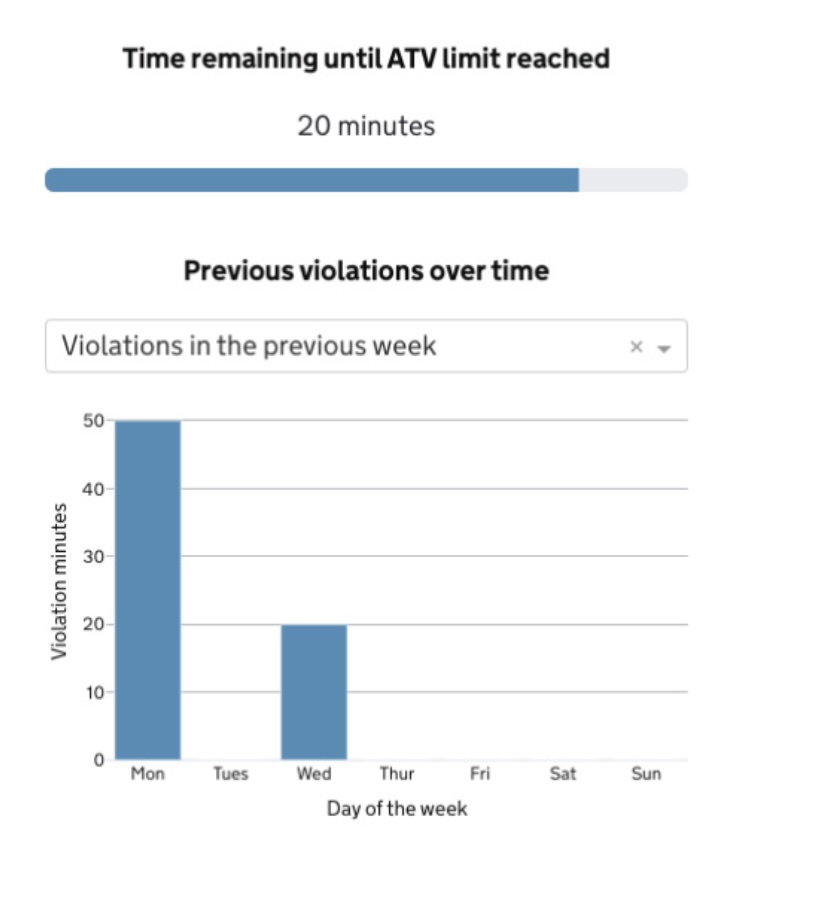 Time remaining until ATV limit reached
20 minutes
Previous violations over time
Violations in the previous week
50
40
30
20
10
0
Violation minutes
Mon Tues Wed Thur Fri Sat Sun
Day of the week